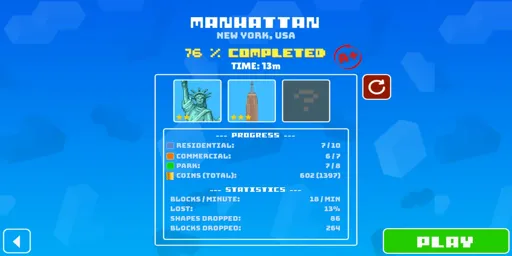 MANHATTAN
NEW YORK, USA
76 % COMPLETED
TIME: 13m
?
--- PROGRESS ---
RESIDENTIAL: 7 / 10
COMMERCIAL: 6 / 7
PARK: 7 / 8
COINS (TOTAL): 602 (1397)
--- STATISTICS ---
BLOCKS / MINUTE: 18 / MIN
LOST: 13%
SHAPES DROPPED: 86
BLOCKS DROPPED: 264
PLAY